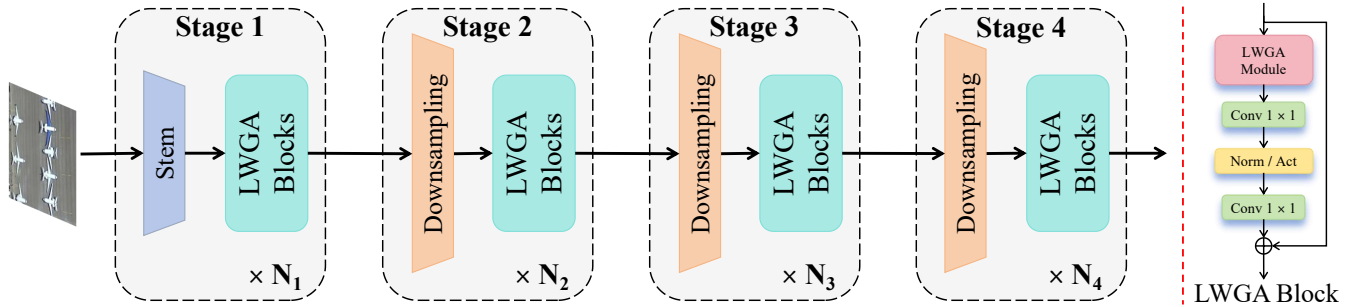 Stage 1
Stem
LWGA
Blocks
× N₁
Stage 2
Downsampling
LWGA
Blocks
× N₂
Stage 3
Downsampling
LWGA
Blocks
× N₃
Stage 4
Downsampling
LWGA
Blocks
× N₄
LWGA
Module
Conv 1 × 1
Norm / Act
Conv 1 × 1
LWGA Block